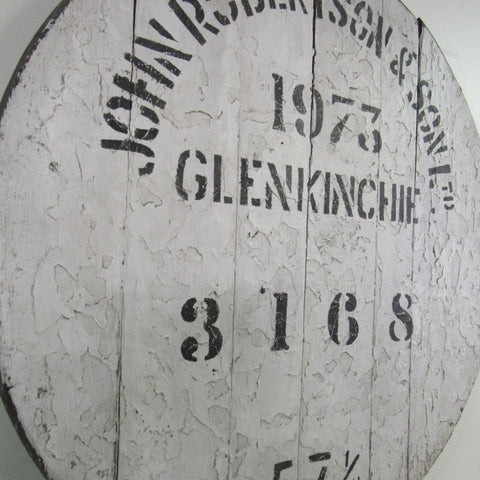 JOHN ROBERTSON & SON LTD.
1973
GLENKINCHIE
3168